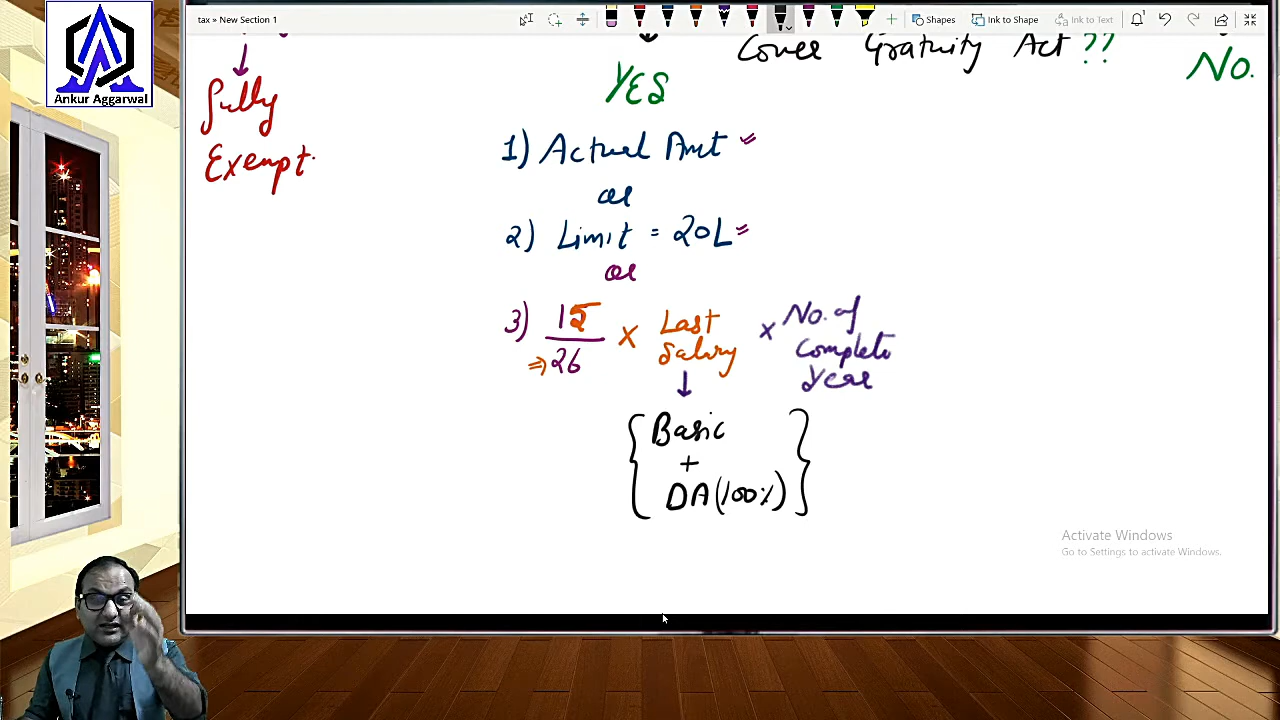 tax » New Section 1
Shapes
Ink to Shape
Ink to Text
Ankur Aggarwal
Cover Gratuity Act ??
YES
No.
fully
Exempt.
1) Actual Amt
or
2) Limit = 20L
or
3) 15/26 × Last Salary × No. of Complete Year
Basic
+
DA (100%)
Activate Windows
Go to Settings to activate Windows.